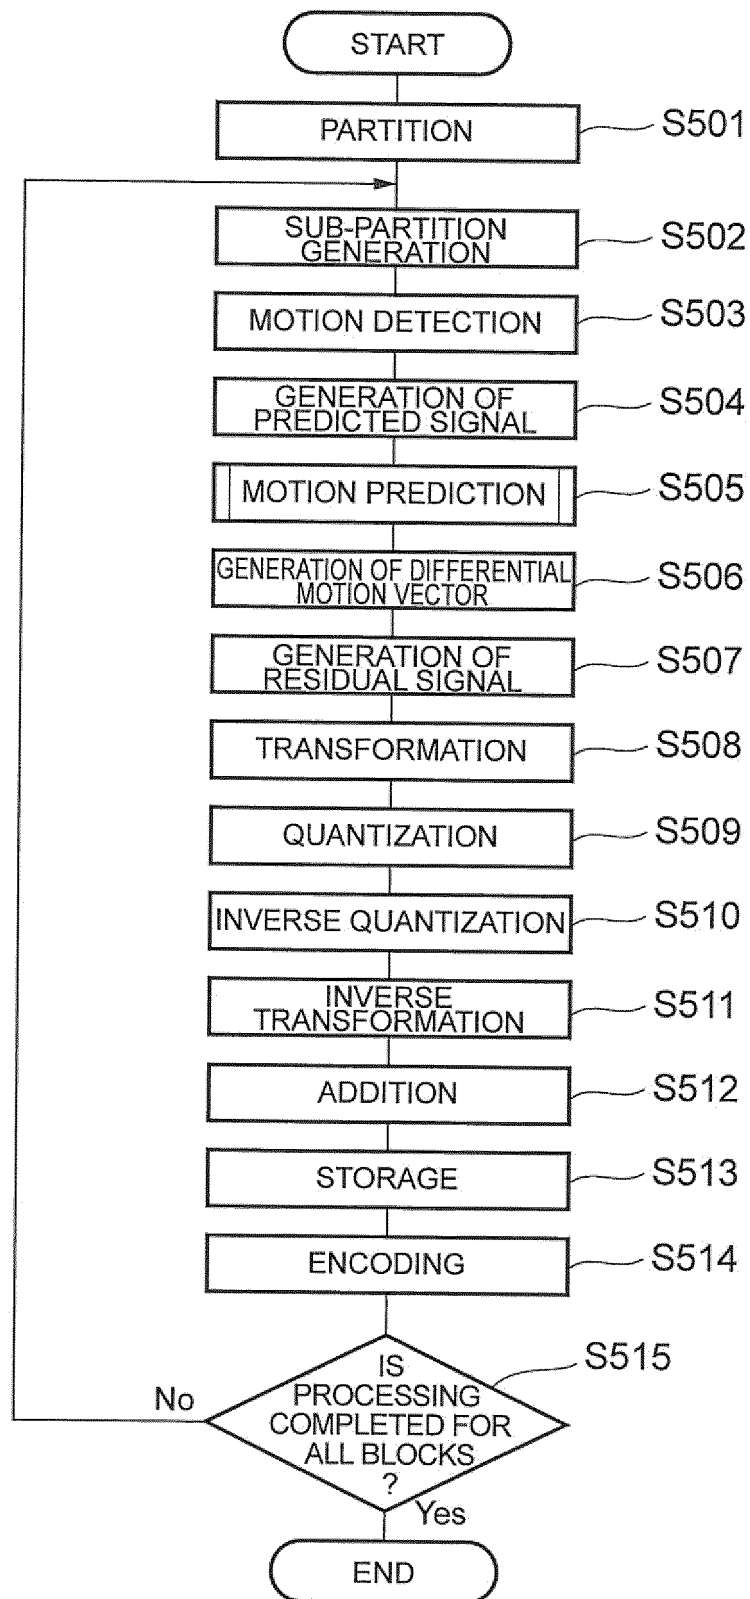 START
PARTITION
S501
SUB-PARTITION
GENERATION
S502
MOTION DETECTION
S503
GENERATION OF
PREDICTED SIGNAL
S504
MOTION PREDICTION
S505
GENERATION OF DIFFERENTIAL
MOTION VECTOR
S506
GENERATION OF
RESIDUAL SIGNAL
S507
TRANSFORMATION
S508
QUANTIZATION
S509
INVERSE QUANTIZATION
S510
INVERSE
TRANSFORMATION
S511
ADDITION
S512
STORAGE
S513
ENCODING
S514
S515
IS
PROCESSING
COMPLETED FOR
ALL BLOCKS
?
No
Yes
END